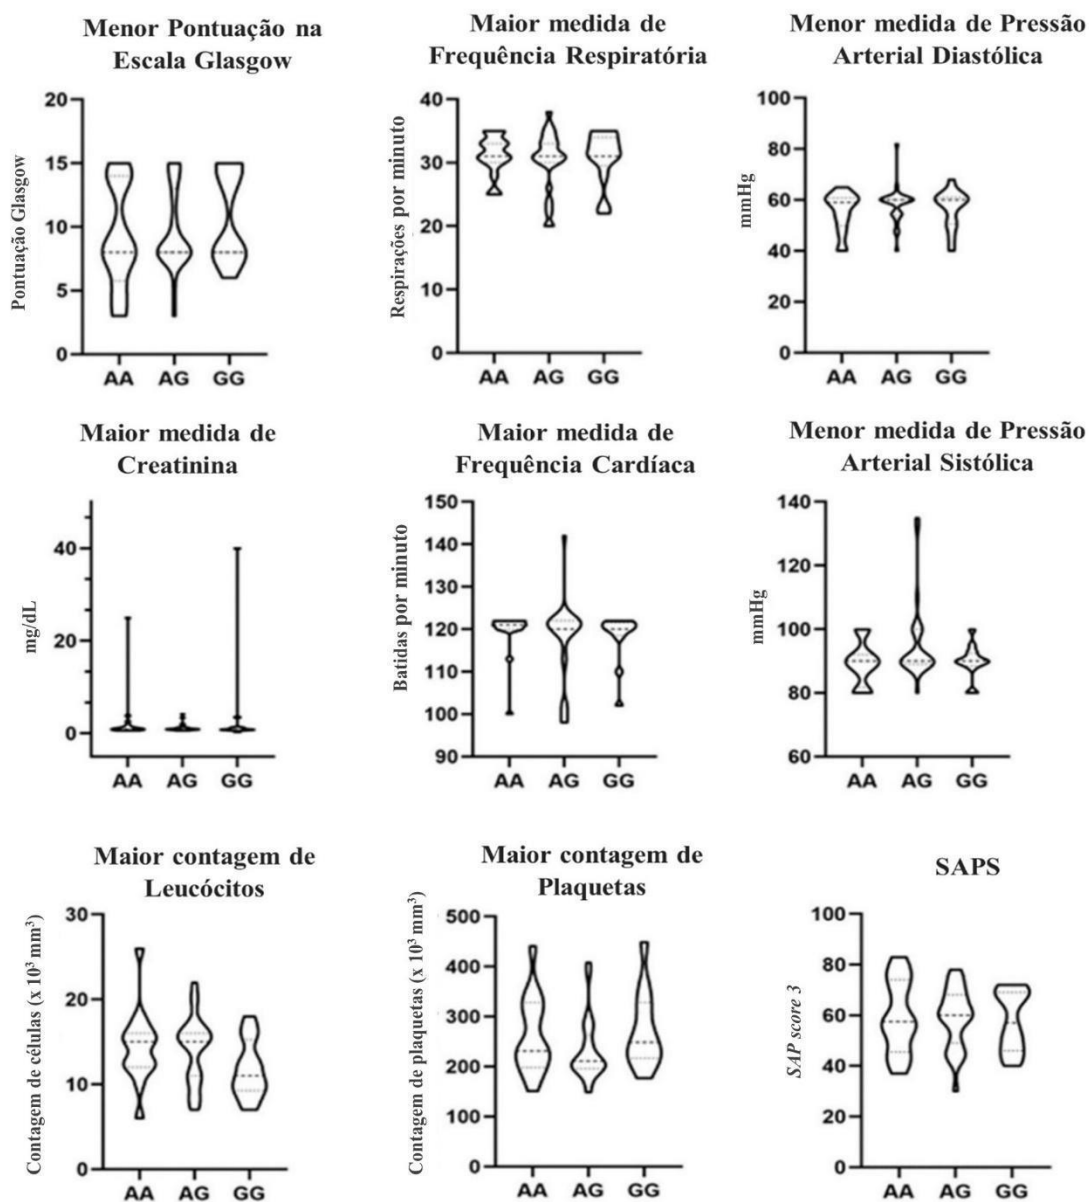 Menor Pontuação na
Escala Glasgow
Pontuação Glasgow
20
15
10
5
0
AA AG GG
Maior medida de
Frequência Respiratória
Respirações por minuto
40
30
20
10
0
AA AG GG
Menor medida de Pressão
Arterial Diastólica
mmHg
100
80
60
40
20
0
AA AG GG
Maior medida de
Creatinina
mg/dL
40
20
0
AA AG GG
Maior medida de
Frequência Cardíaca
Batidas por minuto
150
140
130
120
110
100
90
AA AG GG
Menor medida de Pressão
Arterial Sistólica
mmHg
140
120
100
80
60
AA AG GG
Maior contagem de
Leucócitos
Contagem de células (x 10³ mm³)
30
20
10
0
AA AG GG
Maior contagem de
Plaquetas
Contagem de plaquetas (x 10³ mm³)
500
400
300
200
100
0
AA AG GG
SAPS
SAP score 3
100
80
60
40
20
0
AA AG GG